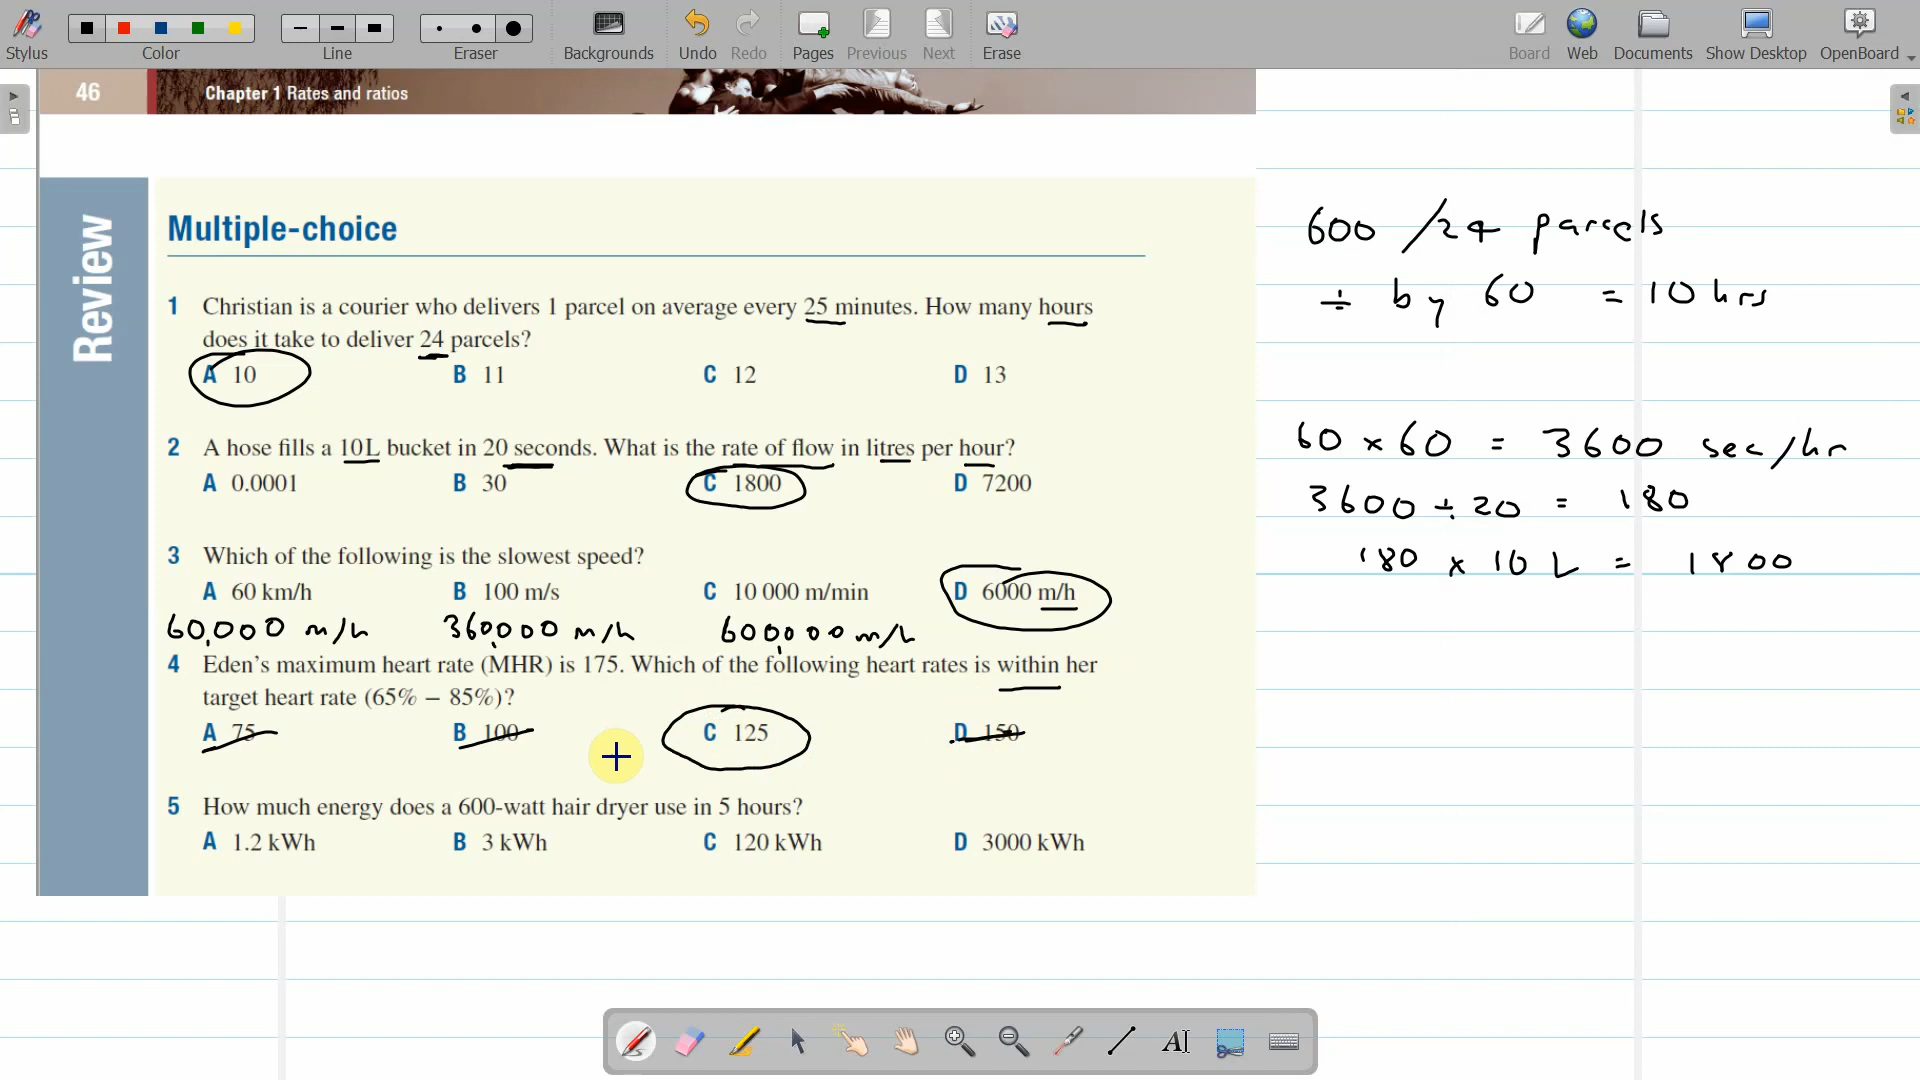 Stylus Color Line Eraser Backgrounds Undo Redo Pages Previous Next Erase Board Web Documents Show Desktop OpenBoard
46 Chapter 1 Rates and ratios
Review
Multiple-choice
1 Christian is a courier who delivers 1 parcel on average every 25 minutes. How many hours
does it take to deliver 24 parcels?
A 10 B 11 C 12 D 13
2 A hose fills a 10L bucket in 20 seconds. What is the rate of flow in litres per hour?
A 0.0001 B 30 C 1800 D 7200
3 Which of the following is the slowest speed?
A 60 km/h B 100 m/s C 10 000 m/min D 6000 m/h
60,000 m/h 360,000 m/h 600,000 m/h
4 Eden's maximum heart rate (MHR) is 175. Which of the following heart rates is within her
target heart rate (65% − 85%)?
A 75 B 100 C 125 D 150
5 How much energy does a 600-watt hair dryer use in 5 hours?
A 1.2 kWh B 3 kWh C 120 kWh D 3000 kWh
600 /24 parcels
÷ by 60 = 10 hrs
60 × 60 = 3600 sec/hr
3600 ÷ 20 = 180
180 × 10 L = 1800
AI